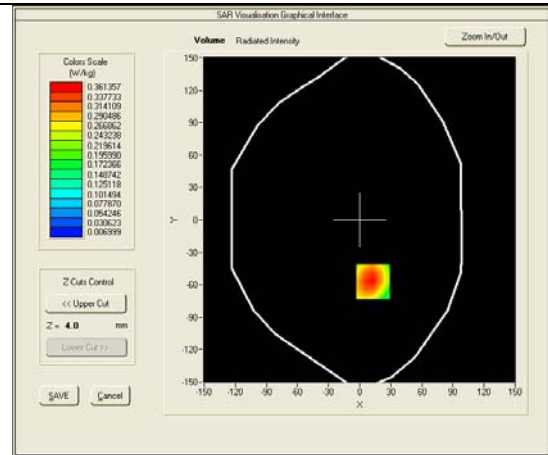 SAR Visualisation Graphical Interface
Volume Radiated Intensity
Zoom In/Out
Colors Scale
(W/kg)
0.361357
0.337733
0.314109
0.290486
0.266862
0.243238
0.219614
0.195990
0.172366
0.148742
0.125118
0.101494
0.077870
0.054246
0.030623
0.006999
Z Cuts Control
<< Upper Cut
Z = 4.0 mm
Lower Cut >>
SAVE Cancel
150
120
90
60
30
0
-30
-60
-90
-120
-150
Y
-150 -120 -90 -60 -30 0 30 60 90 120 150
X